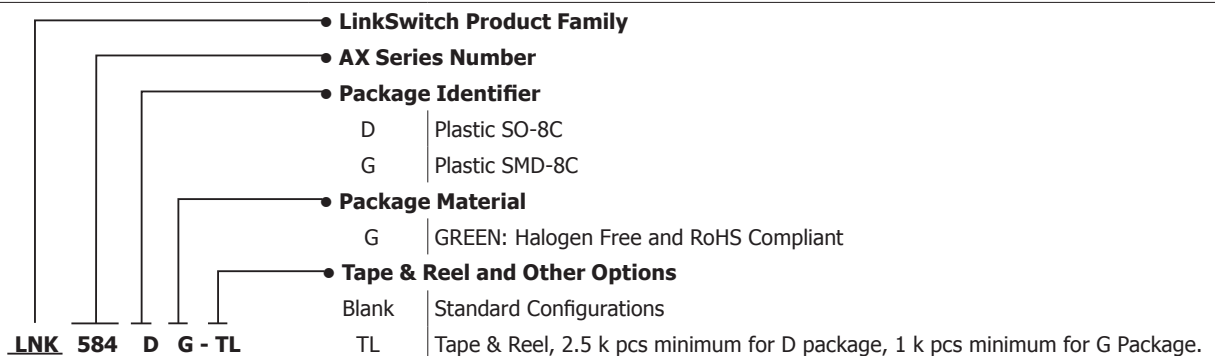 • LinkSwitch Product Family
• AX Series Number
• Package Identifier
D Plastic SO-8C
G Plastic SMD-8C
• Package Material
G GREEN: Halogen Free and RoHS Compliant
• Tape & Reel and Other Options
Blank Standard Configurations
LNK 584 D G - TL TL Tape & Reel, 2.5 k pcs minimum for D package, 1 k pcs minimum for G Package.